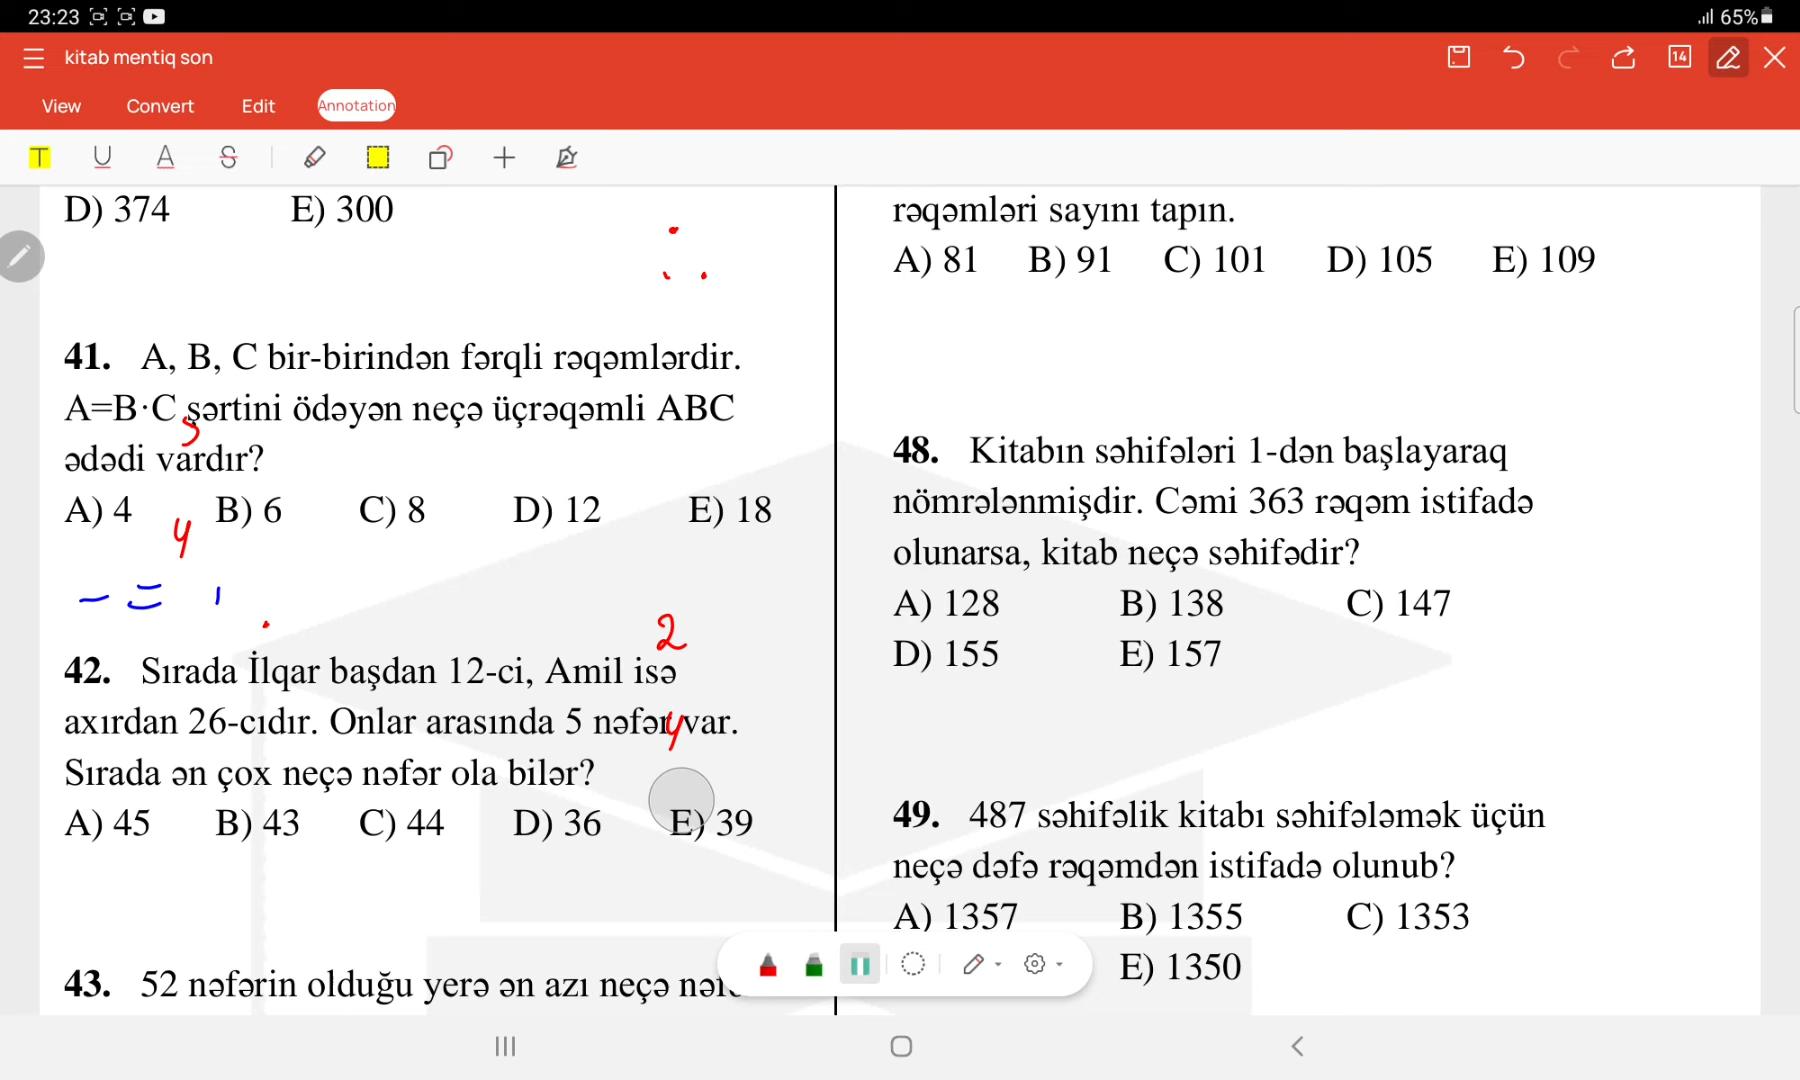 23:23
65%
kitab mentiq son
14
View Convert Edit Annotation
T U A S
D) 374 E) 300
41. A, B, C bir-birindən fərqli rəqəmlərdir.
A=B·C şərtini ödəyən neçə üçrəqəmli ABC
ədədi vardır?
A) 4 B) 6 C) 8 D) 12 E) 18
4
2
42. Sırada İlqar başdan 12-ci, Amil isə
axırdan 26-cıdır. Onlar arasında 5 nəfər var.
4
Sırada ən çox neçə nəfər ola bilər?
A) 45 B) 43 C) 44 D) 36 E) 39
43. 52 nəfərin olduğu yerə ən azı neçə
rəqəmləri sayını tapın.
A) 81 B) 91 C) 101 D) 105 E) 109
48. Kitabın səhifələri 1-dən başlayaraq
nömrələnmişdir. Cəmi 363 rəqəm istifadə
olunarsa, kitab neçə səhifədir?
A) 128 B) 138 C) 147
D) 155 E) 157
49. 487 səhifəlik kitabı səhifələmək üçün
neçə dəfə rəqəmdən istifadə olunub?
A) 1357 B) 1355 C) 1353
E) 1350